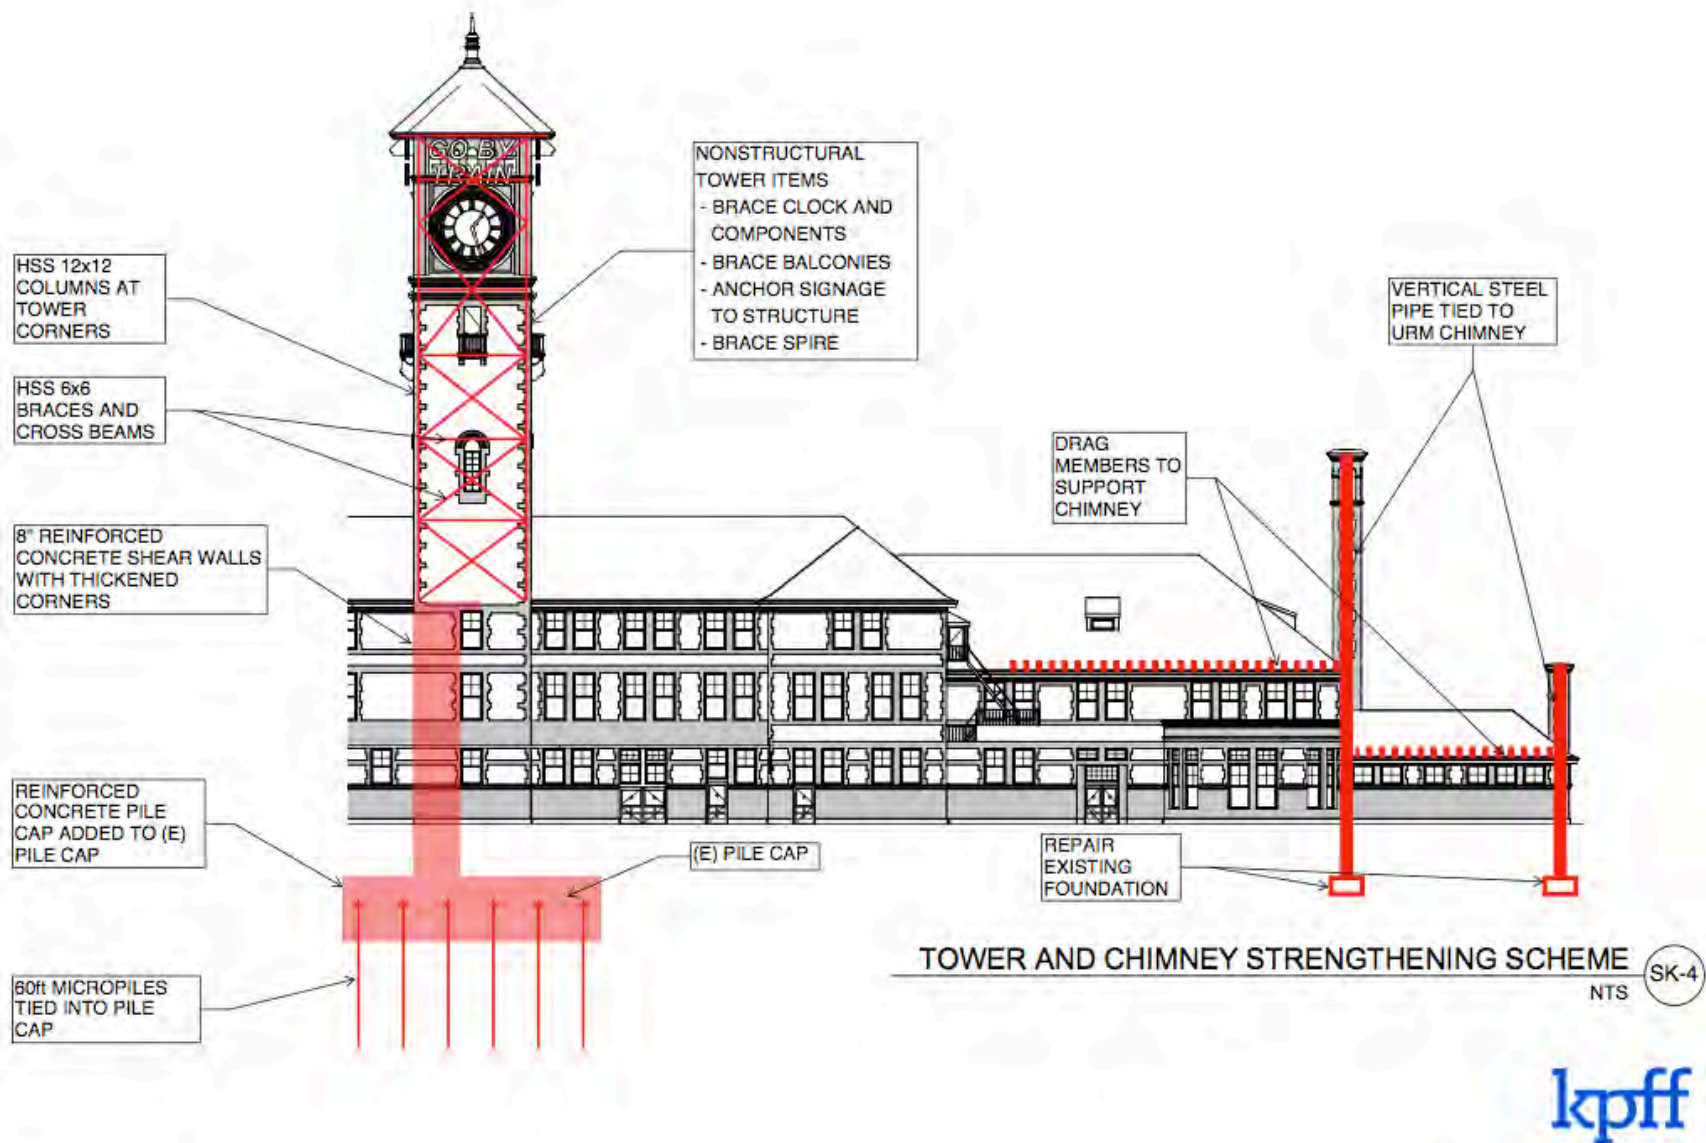 GO BY
TRAIN
NONSTRUCTURAL
TOWER ITEMS
- BRACE CLOCK AND
COMPONENTS
- BRACE BALCONIES
- ANCHOR SIGNAGE
TO STRUCTURE
- BRACE SPIRE
HSS 12x12
COLUMNS AT
TOWER
CORNERS
VERTICAL STEEL
PIPE TIED TO
URM CHIMNEY
HSS 6x6
BRACES AND
CROSS BEAMS
DRAG
MEMBERS TO
SUPPORT
CHIMNEY
8" REINFORCED
CONCRETE SHEAR WALLS
WITH THICKENED
CORNERS
REINFORCED
CONCRETE PILE
CAP ADDED TO (E)
PILE CAP
(E) PILE CAP
REPAIR
EXISTING
FOUNDATION
60ft MICROPILES
TIED INTO PILE
CAP
TOWER AND CHIMNEY STRENGTHENING SCHEME
NTS
SK-4
kpff